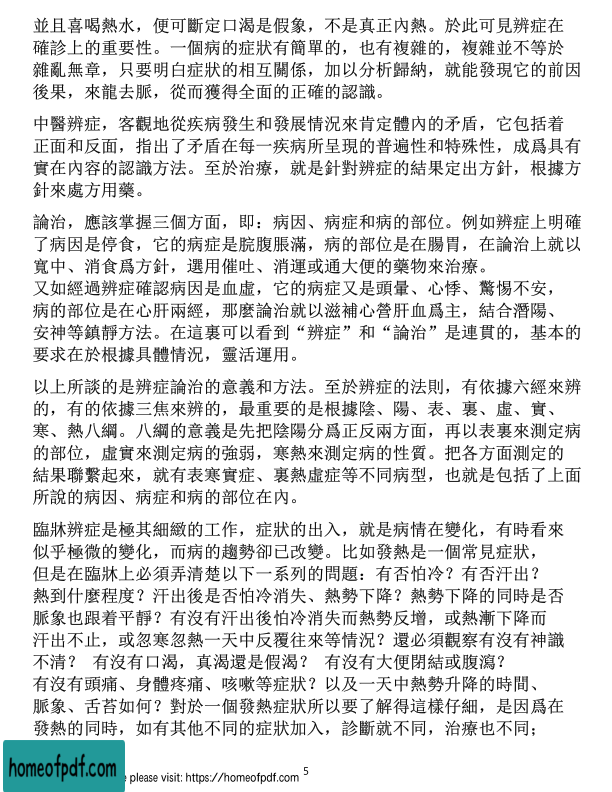 並且喜喝熱水，便可斷定口渴是假象，不是真正內熱。於此可見辨症在
確診上的重要性。一個病的症狀有簡單的，也有複雜的，複雜並不等於
雜亂無章，只要明白症狀的相互關係，加以分析歸納，就能發現它的前因
後果，來龍去脈，從而獲得全面的正確的認識。
中醫辨症，客觀地從疾病發生和發展情況來肯定體內的矛盾，它包括着
正面和反面，指出了矛盾在每一疾病所呈現的普遍性和特殊性，成爲具有
實在內容的認識方法。至於治療，就是針對辨症的結果定出方針，根據方
針來處方用藥。
論治，應該掌握三個方面，即：病因、病症和病的部位。例如辨症上明確
了病因是停食，它的病症是脘腹脹滿，病的部位是在腸胃，在論治上就以
寬中、消食爲方針，選用催吐、消運或通大便的藥物來治療。
又如經過辨症確認病因是血虛，它的病症又是頭暈、心悸、驚惕不安，
病的部位是在心肝兩經，那麼論治就以滋補心營肝血爲主，結合潛陽、
安神等鎮靜方法。在這裏可以看到“辨症”和“論治”是連貫的，基本的
要求在於根據具體情況，靈活運用。
以上所談的是辨症論治的意義和方法。至於辨症的法則，有依據六經來辨
的，有的依據三焦來辨的，最重要的是根據陰、陽、表、裏、虛、實、
寒、熱八綱。八綱的意義是先把陰陽分爲正反兩方面，再以表裏來測定病
的部位，虛實來測定病的強弱，寒熱來測定病的性質。把各方面測定的
結果聯繫起來，就有表寒實症、裏熱虛症等不同病型，也就是包括了上面
所說的病因、病症和病的部位在內。
臨牀辨症是極其細緻的工作，症狀的出入，就是病情在變化，有時看來
似乎極微的變化，而病的趨勢卻已改變。比如發熱是一個常見症狀，
但是在臨牀上必須弄清楚以下一系列的問題：有否怕冷？有否汗出？
熱到什麼程度？汗出後是否怕冷消失、熱勢下降？熱勢下降的同時是否
脈象也跟着平靜？有沒有汗出後怕冷消失而熱勢反增，或熱漸下降而
汗出不止，或忽寒忽熱一天中反覆往來等情況？還必須觀察有沒有神識
不清？ 有沒有口渴，真渴還是假渴？ 有沒有大便閉結或腹瀉？
有沒有頭痛、身體疼痛、咳嗽等症狀？以及一天中熱勢升降的時間、
脈象、舌苔如何？對於一個發熱症狀所以要了解得這樣仔細，是因爲在
發熱的同時，如有其他不同的症狀加入，診斷就不同，治療也不同；
5
homeofpdf.com
e please visit: https://homeofpdf.com